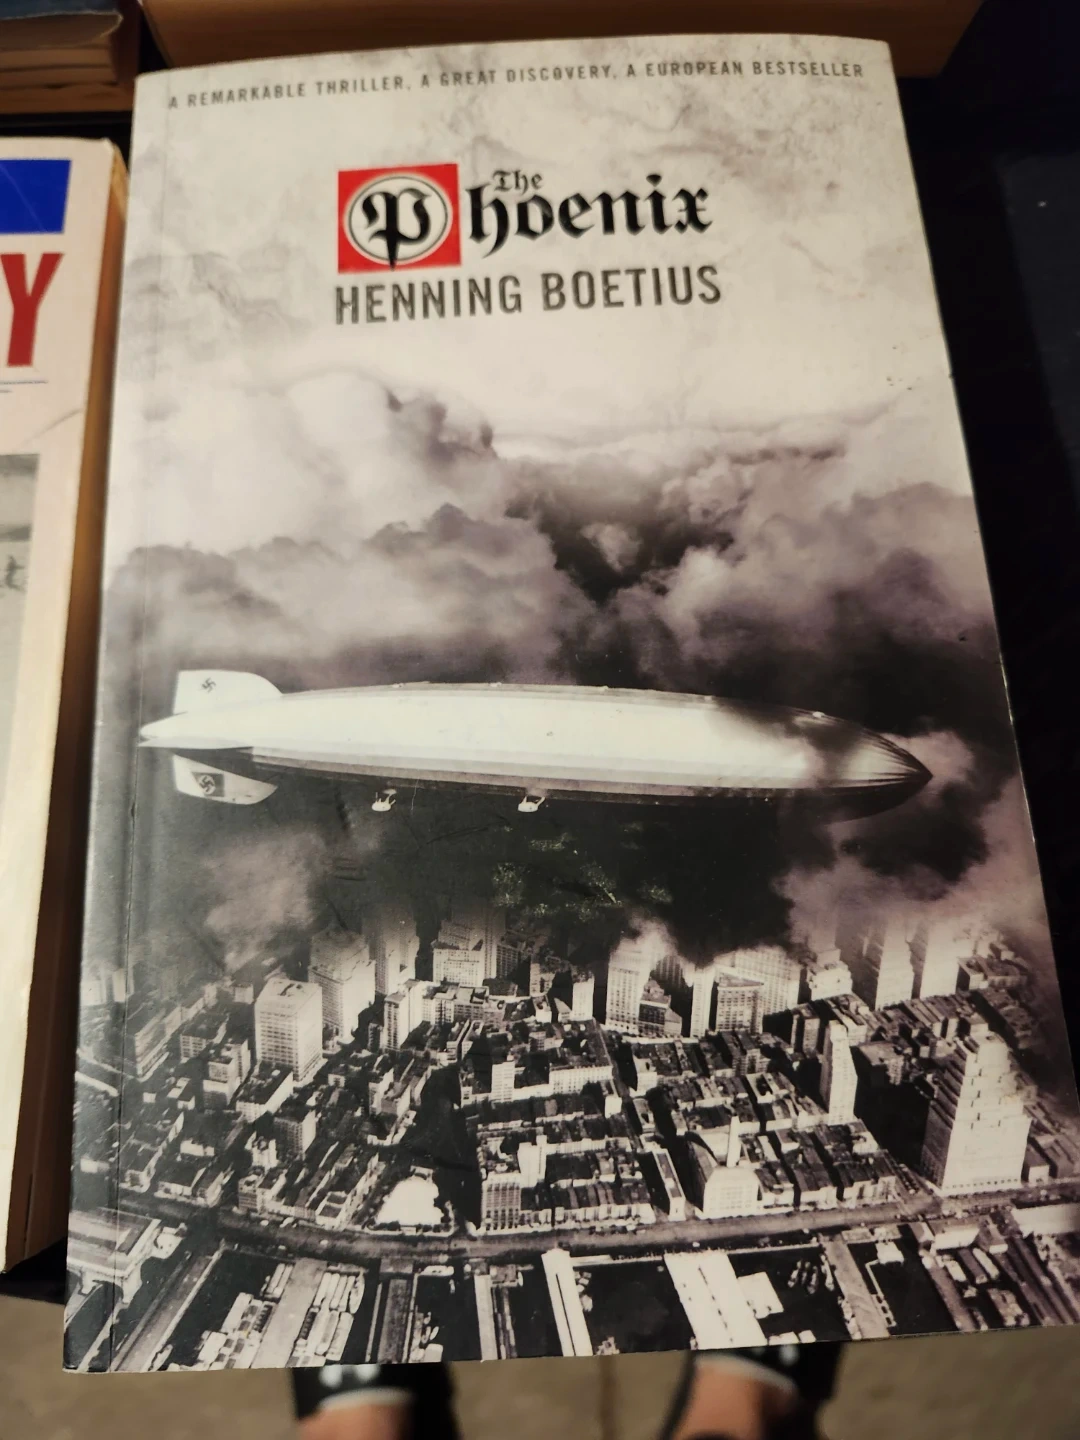 A REMARKABLE THRILLER, A GREAT DISCOVERY, A EUROPEAN BESTSELLER
The
Phoenix
HENNING BOETIUS
Y